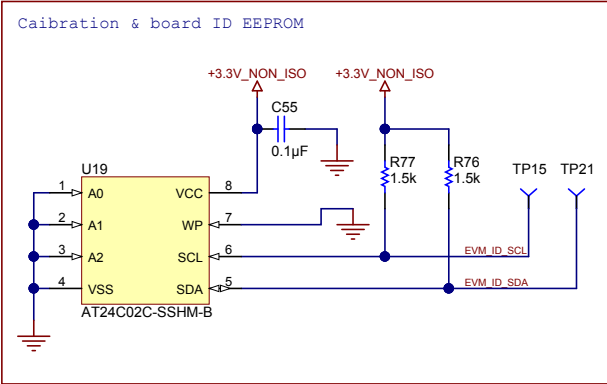 Caibration & board ID EEPROM
+3.3V_NON_ISO
+3.3V_NON_ISO
C55
0.1µF
U19
R77
1.5k
R76
1.5k
TP15
TP21
1
A0
VCC
8
2
A1
WP
7
3
A2
SCL
6
EVM_ID_SCL
4
VSS
SDA
5
EVM_ID_SDA
AT24C02C-SSHM-B